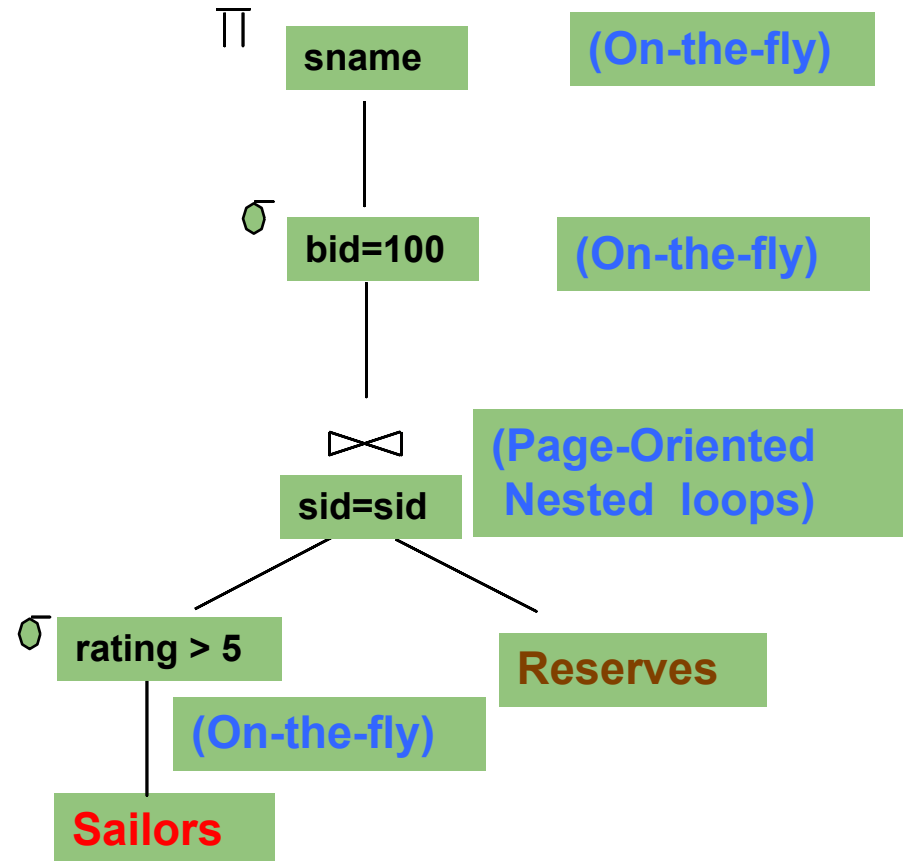 sname
(On-the-fly)
bid=100
(On-the-fly)
(Page-Oriented
Nested loops)
sid=sid
rating > 5
Reserves
(On-the-fly)
Sailors